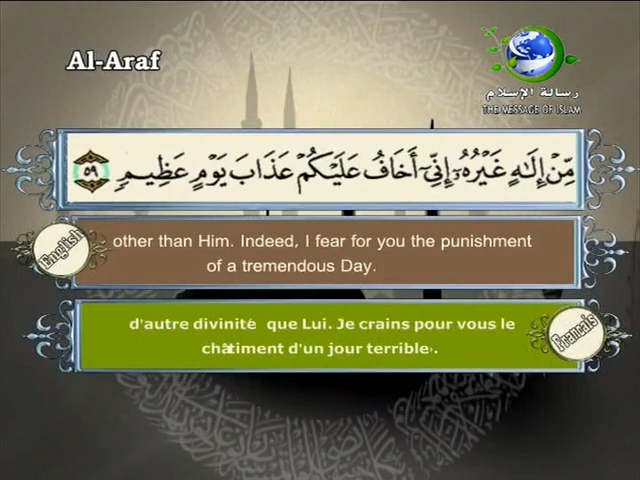 Al-Araf
رسالة الإسلام
THE MESSAGE OF ISLAM
مِّنْ إِلَٰهٍ غَيْرُهُۥٓ إِنِّىٓ أَخَافُ عَلَيْكُمْ عَذَابَ يَوْمٍ عَظِيمٍ ٥٩
English
other than Him. Indeed, I fear for you the punishment
of a tremendous Day.
d'autre divinité que Lui. Je crains pour vous le
châtiment d'un jour terrible».
Francais